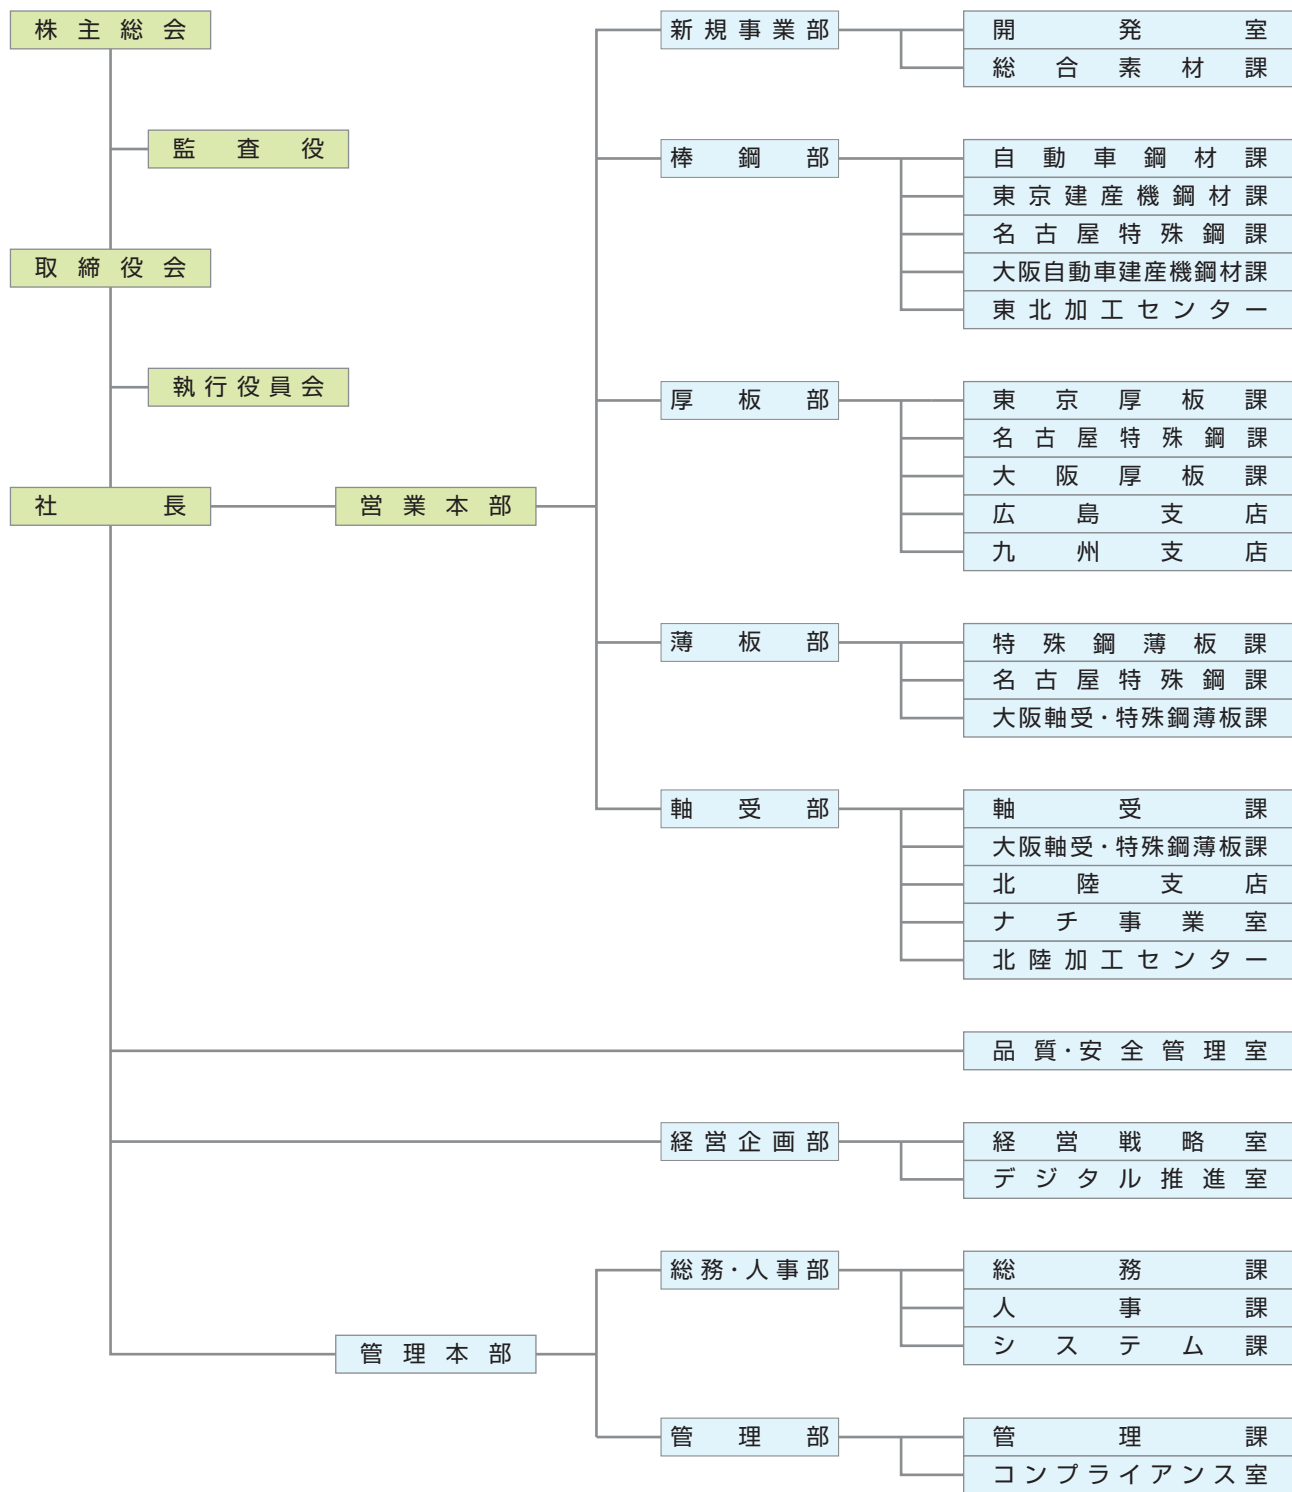 株主総会
監査役
取締役会
執行役員会
社長
営業本部
新規事業部
開発室
総合素材課
棒鋼部
自動車鋼材課
東京建産機鋼材課
名古屋特殊鋼課
大阪自動車建産機鋼材課
東北加工センター
厚板部
東京厚板課
名古屋特殊鋼課
大阪厚板課
広島支店
九州支店
薄板部
特殊鋼薄板課
名古屋特殊鋼課
大阪軸受・特殊鋼薄板課
軸受部
軸受課
大阪軸受・特殊鋼薄板課
北陸支店
ナチ事業室
北陸加工センター
品質・安全管理室
経営企画部
経営戦略室
デジタル推進室
管理本部
総務・人事部
総務課
人事課
システム課
管理部
管理課
コンプライアンス室